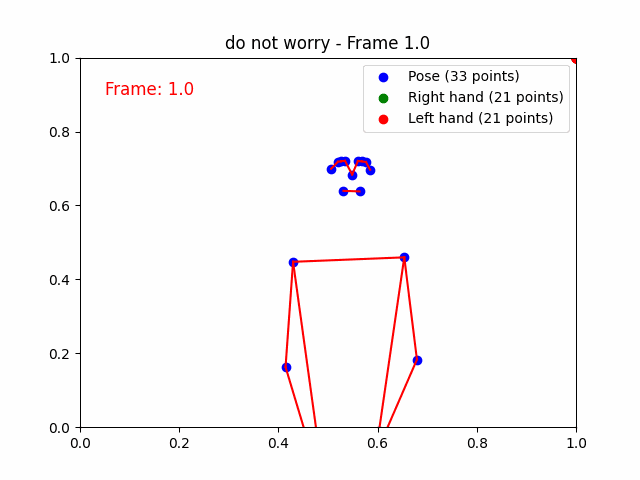 do not worry - Frame 1.0
Frame: 1.0
Pose (33 points)
Right hand (21 points)
Left hand (21 points)
1.0
0.8
0.6
0.4
0.2
0.0
0.0 0.2 0.4 0.6 0.8 1.0